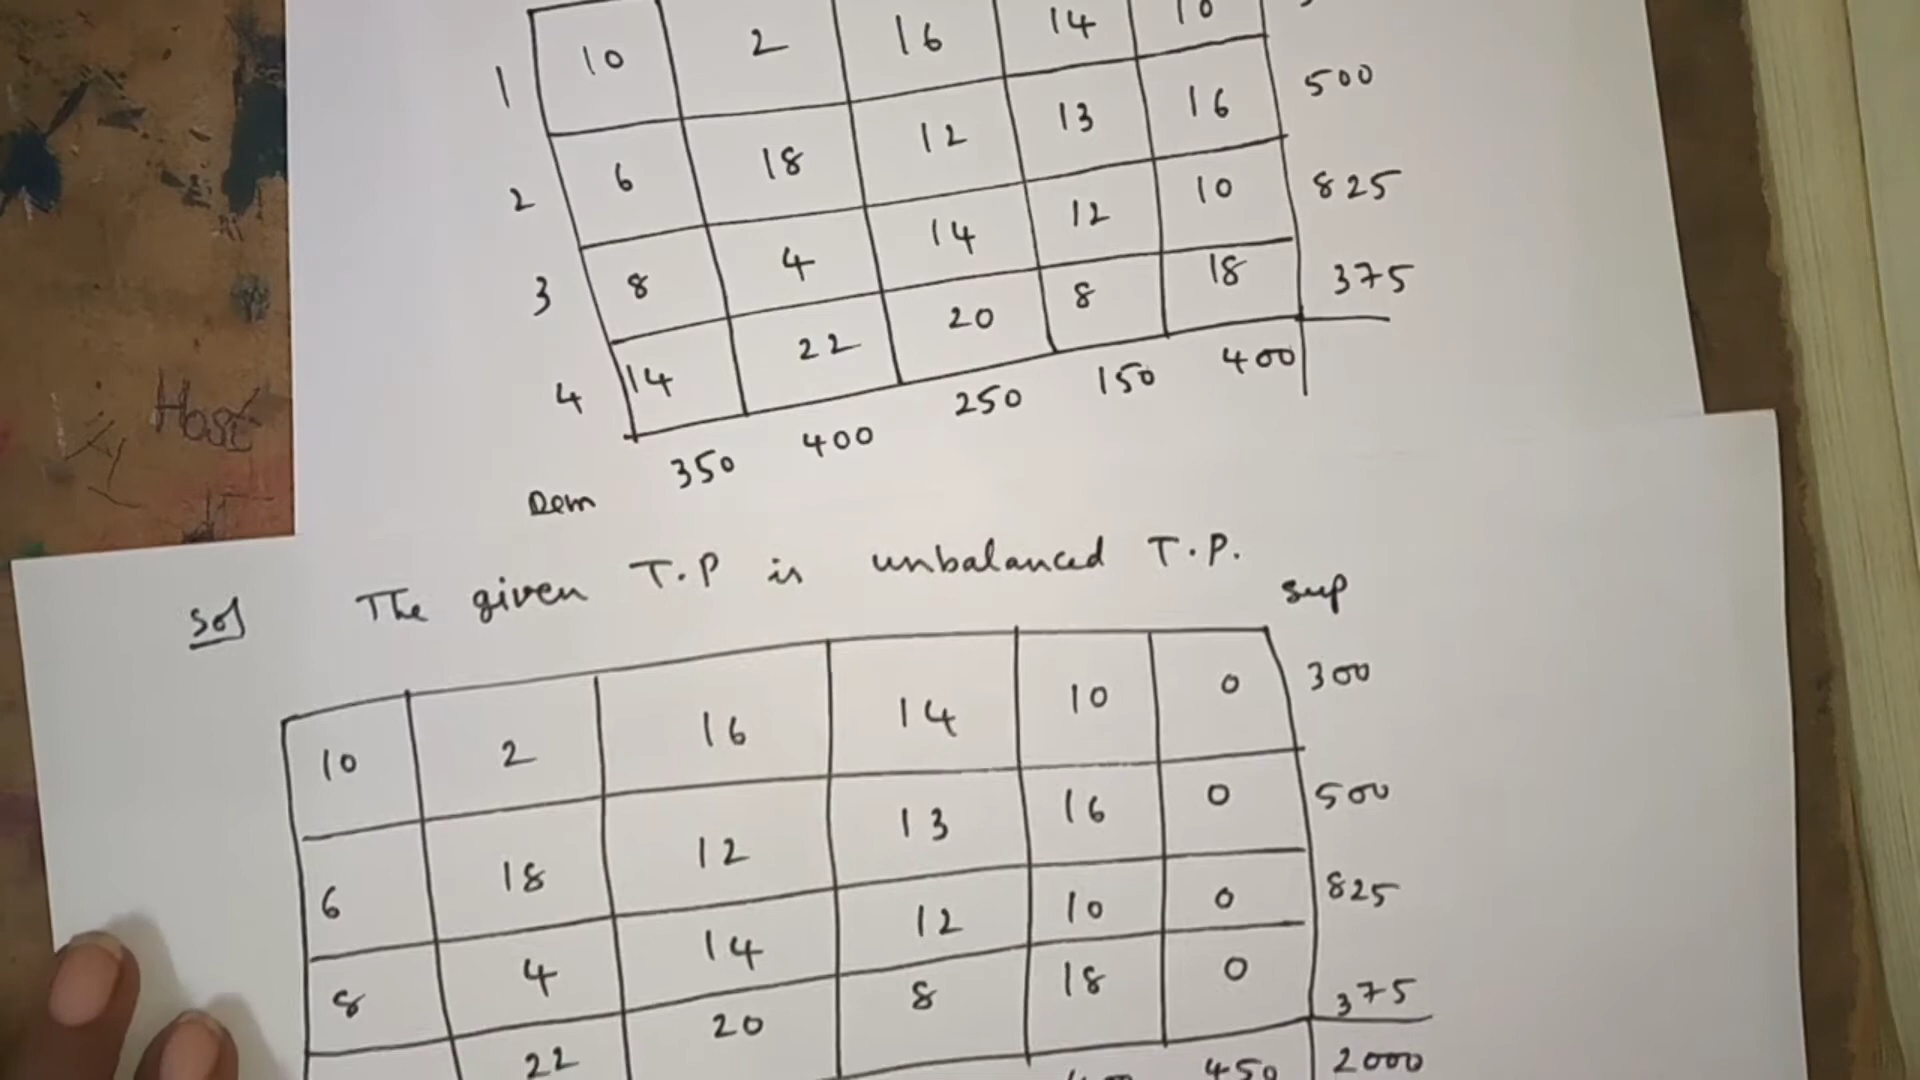 1 10 2 16 14 10
2 6 18 12 13 16 500
3 8 4 14 12 10 825
4 14 22 20 8 18 375
Dem 350 400 250 150 400
Sol The given T.P is unbalanced T.P.
Sup
10 2 16 14 10 0 300
6 18 12 13 16 0 500
8 4 14 12 10 0 825
22 20 8 18 0 375
450 2000
Host